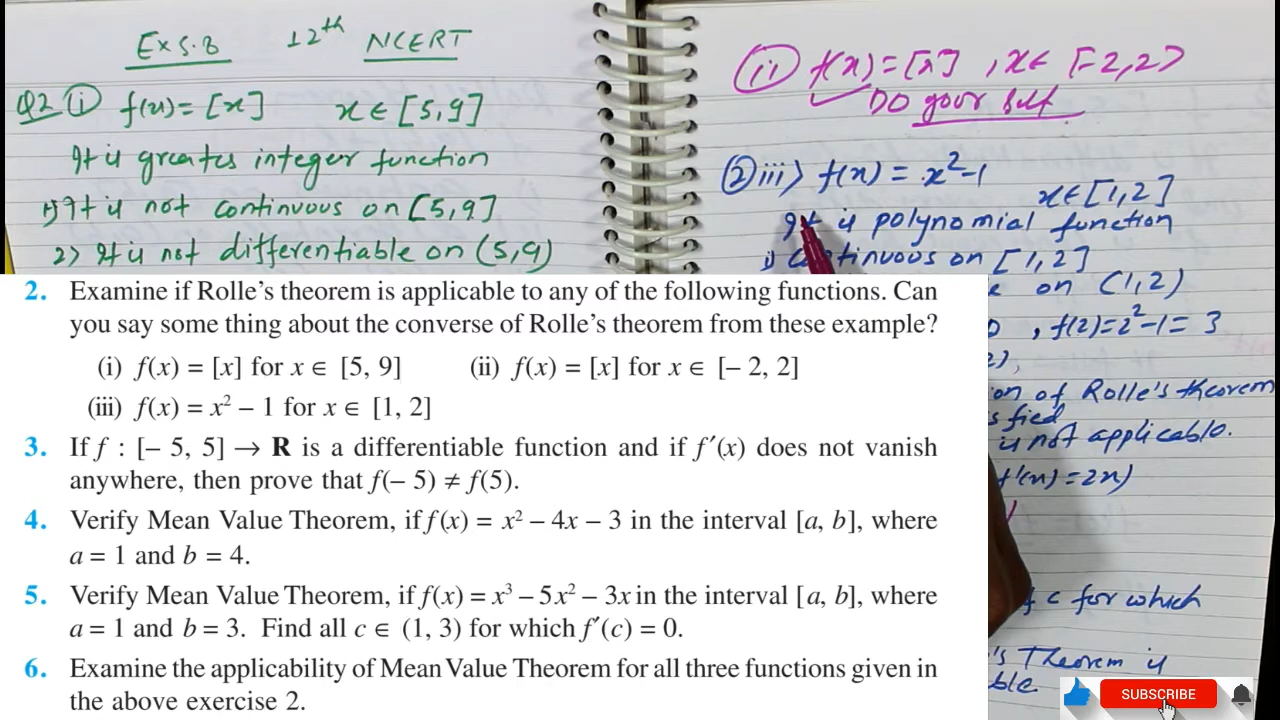 Ex 5.8 12th NCERT
Q2 (i) f(x) = [x] x ∈ [5,9]
It is greates integer function
1) It is not continuous on [5,9]
2) It is not differentiable on (5,9)
(ii) f(x) = [x] , x ∈ [-2,2>
DO your self
(2) iii> f(x) = x²-1
x ∈ [1,2]
It is polynomial function
1) continuous on [1,2]
on (1,2)
, f(2)=2²-1= 3
2),
on of Rolle's theorem
is not applicable.
f'(x) = 2x)
c for which
's Theorem is
ble
2. Examine if Rolle's theorem is applicable to any of the following functions. Can
you say some thing about the converse of Rolle's theorem from these example?
(i) f(x) = [x] for x ∈ [5, 9] (ii) f(x) = [x] for x ∈ [– 2, 2]
(iii) f(x) = x² – 1 for x ∈ [1, 2]
3. If f : [– 5, 5] → R is a differentiable function and if f′(x) does not vanish
anywhere, then prove that f(– 5) ≠ f(5).
4. Verify Mean Value Theorem, if f(x) = x² – 4x – 3 in the interval [a, b], where
a = 1 and b = 4.
5. Verify Mean Value Theorem, if f(x) = x³ – 5x² – 3x in the interval [a, b], where
a = 1 and b = 3. Find all c ∈ (1, 3) for which f′(c) = 0.
6. Examine the applicability of Mean Value Theorem for all three functions given in
the above exercise 2.
SUBSCRIBE